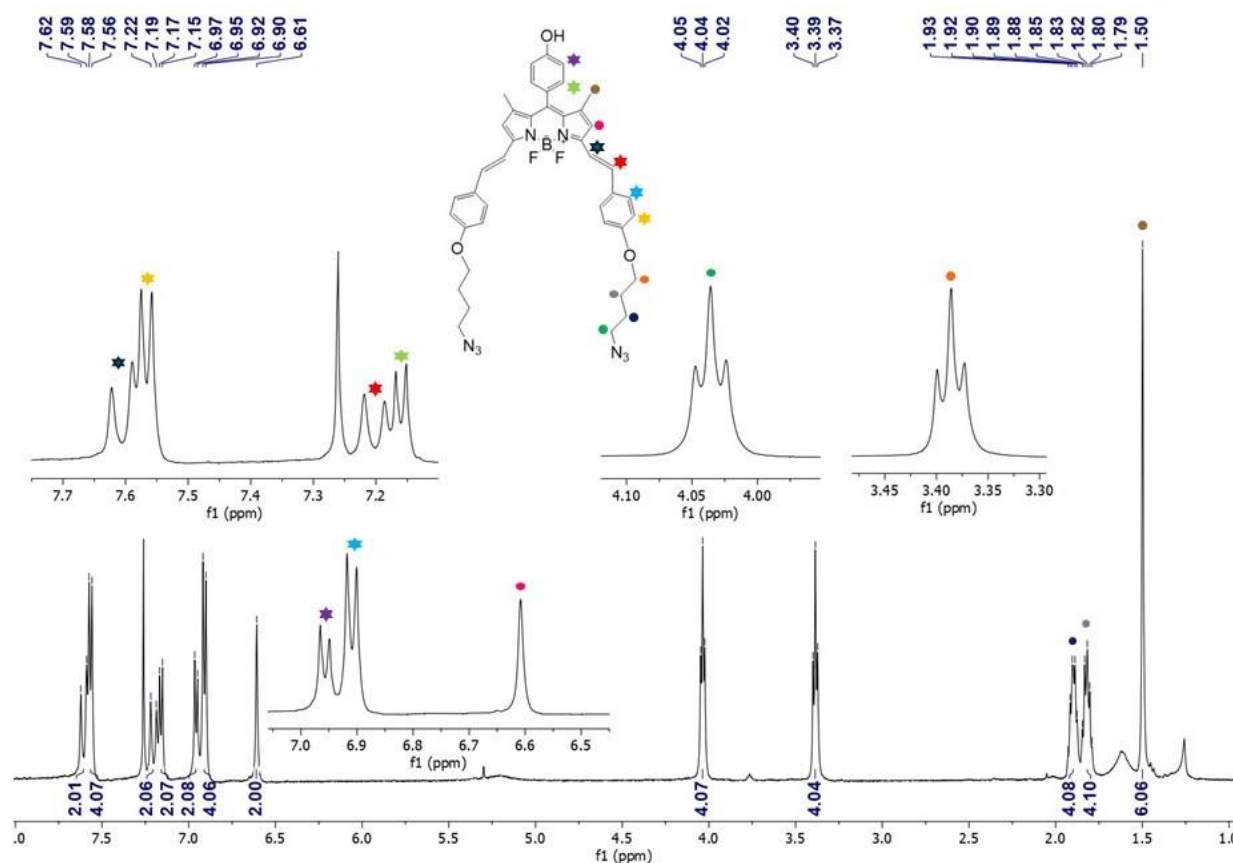 7.62 7.59 7.58 7.56 7.22 7.19 7.17 7.15 6.97 6.95 6.92 6.90 6.61
4.05 4.04 4.02
3.40 3.39 3.37
1.93 1.92 1.90 1.89 1.88 1.85 1.83 1.82 1.80 1.79 1.50
OH
N B N
F F
O O
N3 N3
7.7 7.6 7.5 7.4 7.3 7.2
f1 (ppm)
4.10 4.05 4.00
f1 (ppm)
3.45 3.40 3.35 3.30
f1 (ppm)
7.0 6.9 6.8 6.7 6.6 6.5
f1 (ppm)
2.01 4.07 2.06 2.07 2.08 4.06 2.00 4.07 4.04 4.08 4.10 6.06
.0 7.5 7.0 6.5 6.0 5.5 5.0 4.5 4.0 3.5 3.0 2.5 2.0 1.5 1.0
f1 (ppm)